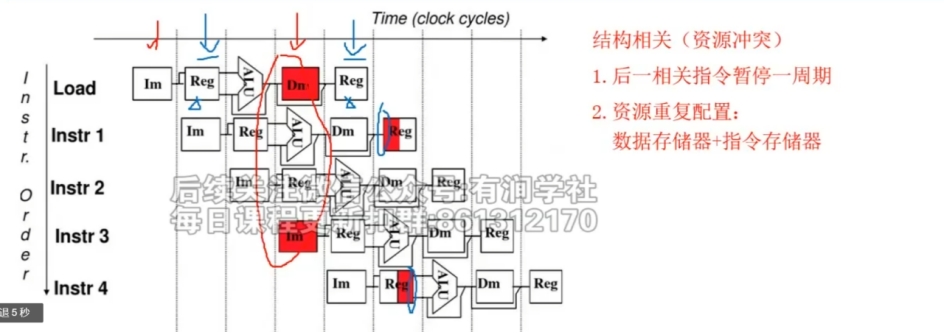 Time (clock cycles)
Instr. Order
Load
Im
Reg
ALU
Dm
Reg
Instr 1
Im
Reg
ALU
Dm
Reg
Instr 2
Im
Reg
ALU
Dm
Reg
Instr 3
Im
Reg
ALU
Dm
Reg
Instr 4
Im
Reg
ALU
Dm
Reg
结构相关（资源冲突）
1. 后一相关指令暂停一周期
2. 资源重复配置：
数据存储器+指令存储器
后续关注微信公众号:有涧学社
每日课程更新扣群:861312170
退 5 秒